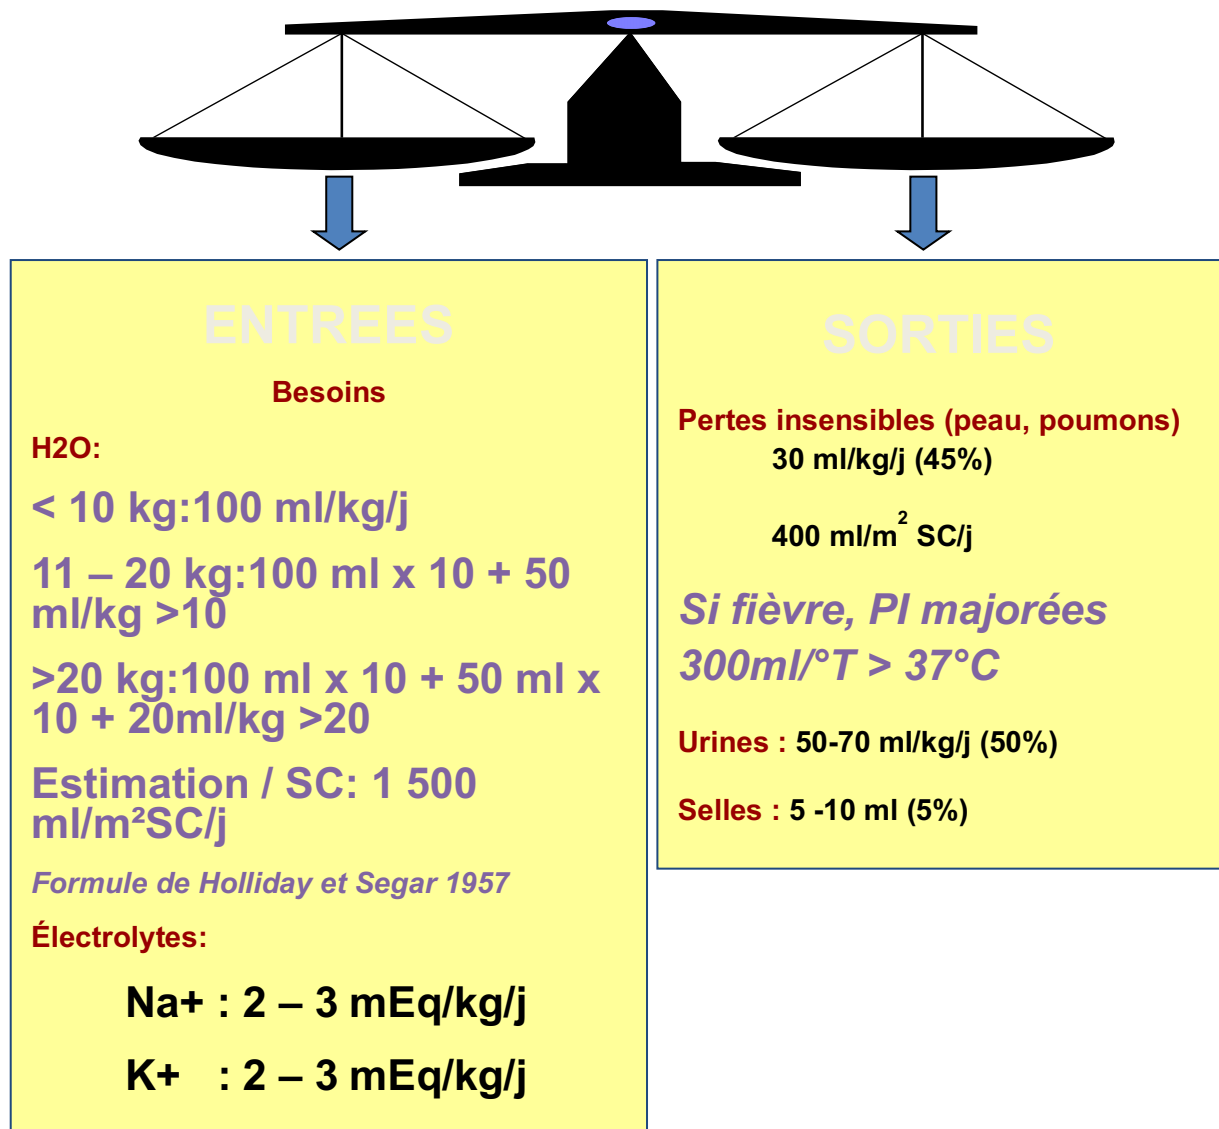 ENTREES
Besoins
H2O:
< 10 kg:100 ml/kg/j
11 – 20 kg:100 ml x 10 + 50
ml/kg >10
>20 kg:100 ml x 10 + 50 ml x
10 + 20ml/kg >20
Estimation / SC: 1 500
ml/m²SC/j
Formule de Holliday et Segar 1957
Électrolytes:
Na+ : 2 – 3 mEq/kg/j
K+ : 2 – 3 mEq/kg/j
SORTIES
Pertes insensibles (peau, poumons)
30 ml/kg/j (45%)
400 ml/m² SC/j
Si fièvre, PI majorées
300ml/°T > 37°C
Urines : 50-70 ml/kg/j (50%)
Selles : 5 -10 ml (5%)